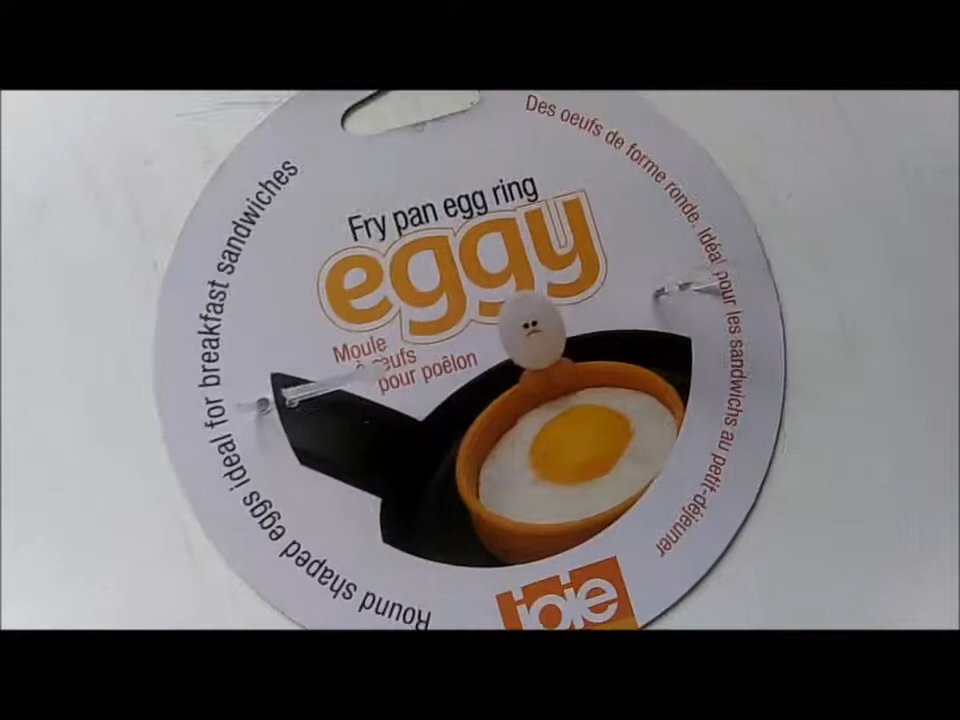 Des oeufs de forme ronde. Idéal pour les sandwichs au petit-déjeuner
Round shaped eggs ideal for breakfast sandwiches
Fry pan egg ring
eggy
Moule
pour poêlon
joie